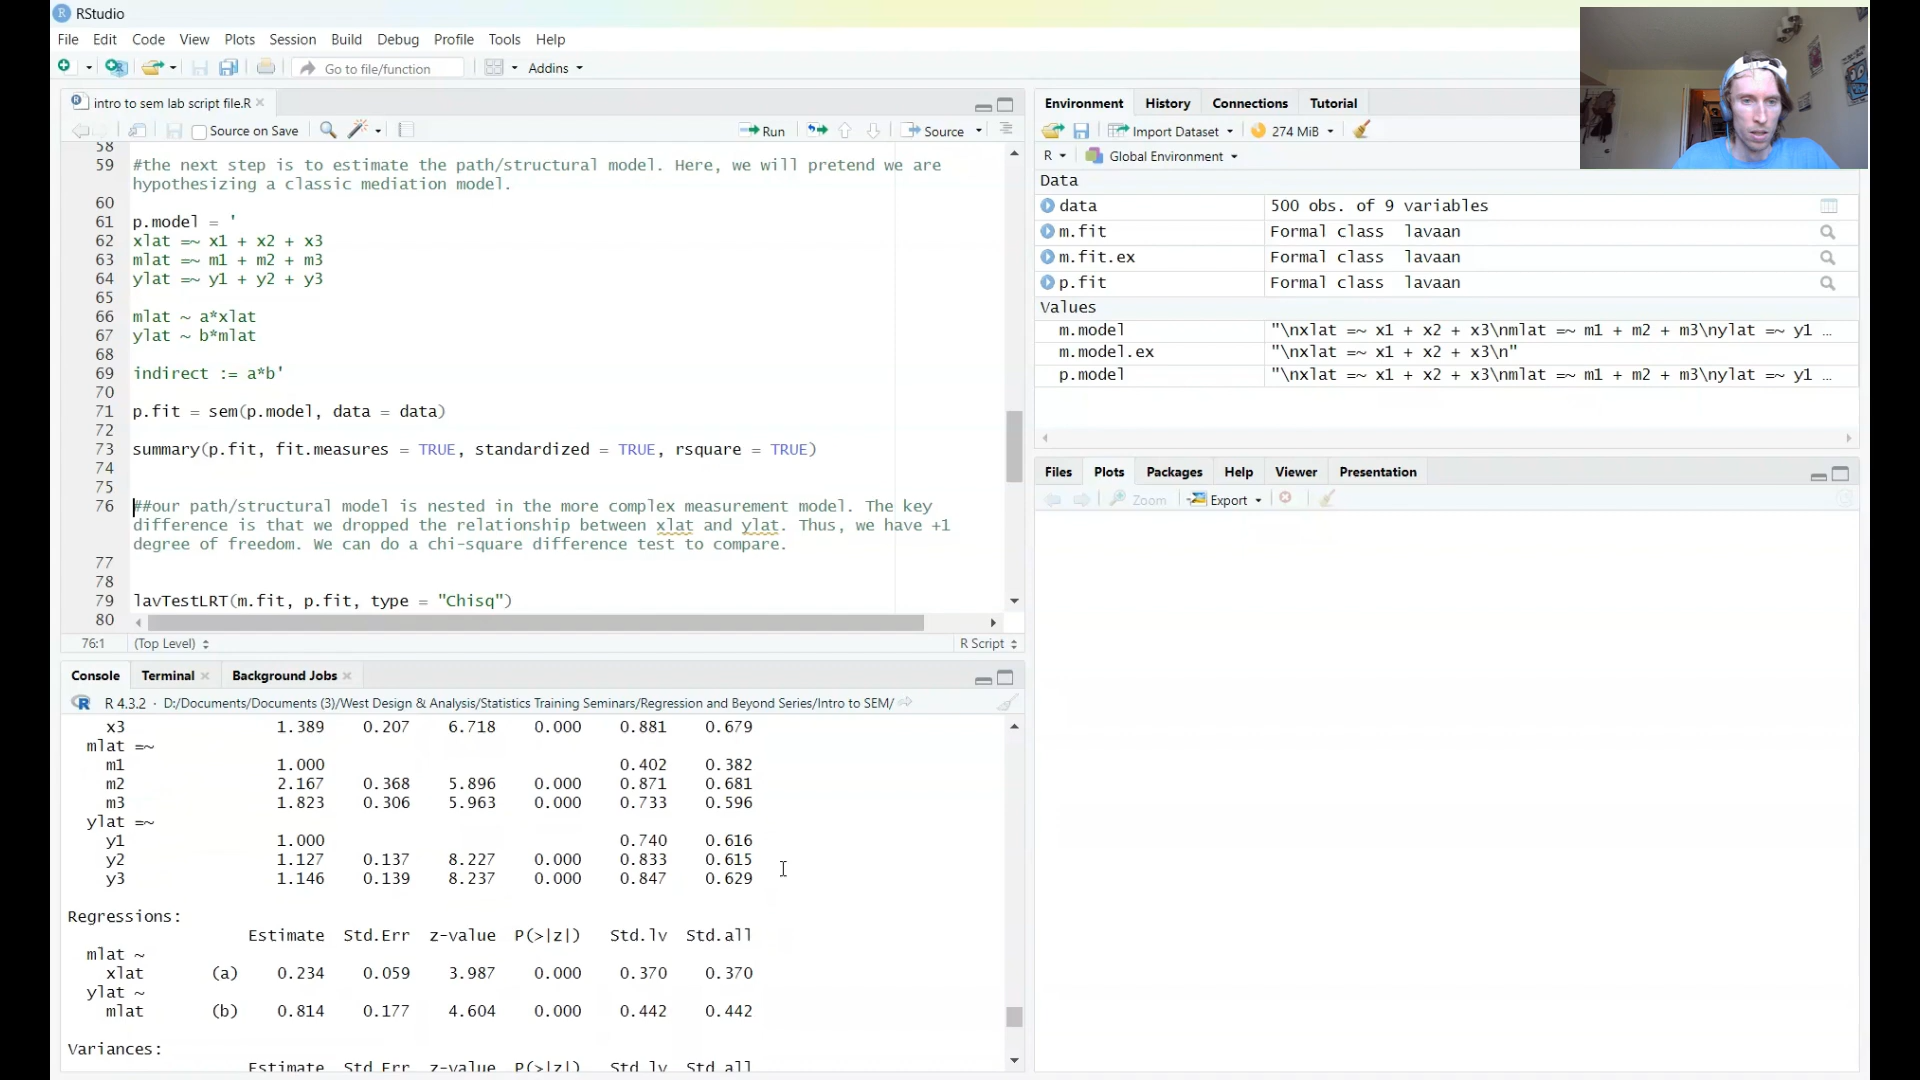 RStudio
File Edit Code View Plots Session Build Debug Profile Tools Help
Go to file/function Addins
intro to sem lab script file.R
Source on Save Run Source
58
59 #the next step is to estimate the path/structural model. Here, we will pretend we are
hypothesizing a classic mediation model.
60
61 p.model = '
62 xlat =~ x1 + x2 + x3
63 mlat =~ m1 + m2 + m3
64 ylat =~ y1 + y2 + y3
65
66 mlat ~ a*xlat
67 ylat ~ b*mlat
68
69 indirect := a*b'
70
71 p.fit = sem(p.model, data = data)
72
73 summary(p.fit, fit.measures = TRUE, standardized = TRUE, rsquare = TRUE)
74
75
76 ##our path/structural model is nested in the more complex measurement model. The key
difference is that we dropped the relationship between xlat and ylat. Thus, we have +1
degree of freedom. We can do a chi-square difference test to compare.
77
78
79 lavTestLRT(m.fit, p.fit, type = "Chisq")
80
76:1 (Top Level) R Script
Console Terminal Background Jobs
R 4.3.2 · D:/Documents/Documents (3)/West Design & Analysis/Statistics Training Seminars/Regression and Beyond Series/Intro to SEM/
x3 1.389 0.207 6.718 0.000 0.881 0.679
mlat =~
m1 1.000 0.402 0.382
m2 2.167 0.368 5.896 0.000 0.871 0.681
m3 1.823 0.306 5.963 0.000 0.733 0.596
ylat =~
y1 1.000 0.740 0.616
y2 1.127 0.137 8.227 0.000 0.833 0.615
y3 1.146 0.139 8.237 0.000 0.847 0.629
Regressions:
Estimate Std.Err z-value P(>|z|) Std.lv Std.all
mlat ~
xlat (a) 0.234 0.059 3.987 0.000 0.370 0.370
ylat ~
mlat (b) 0.814 0.177 4.604 0.000 0.442 0.442
Variances:
Estimate Std.Err z-value P(>|z|) Std.lv Std.all
Environment History Connections Tutorial
Import Dataset 274 MiB
R Global Environment
Data
data 500 obs. of 9 variables
m.fit Formal class lavaan
m.fit.ex Formal class lavaan
p.fit Formal class lavaan
Values
m.model "\nxlat =~ x1 + x2 + x3\nmlat =~ m1 + m2 + m3\nylat =~ y1 …
m.model.ex "\nxlat =~ x1 + x2 + x3\n"
p.model "\nxlat =~ x1 + x2 + x3\nmlat =~ m1 + m2 + m3\nylat =~ y1 …
Files Plots Packages Help Viewer Presentation
Zoom Export